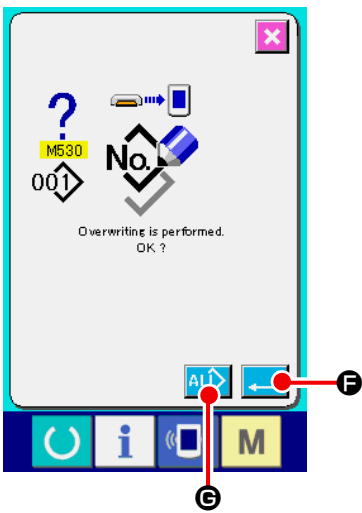 ?
M530
001
No.
Overwriting is performed.
OK ?
ALL
F
G
i
M